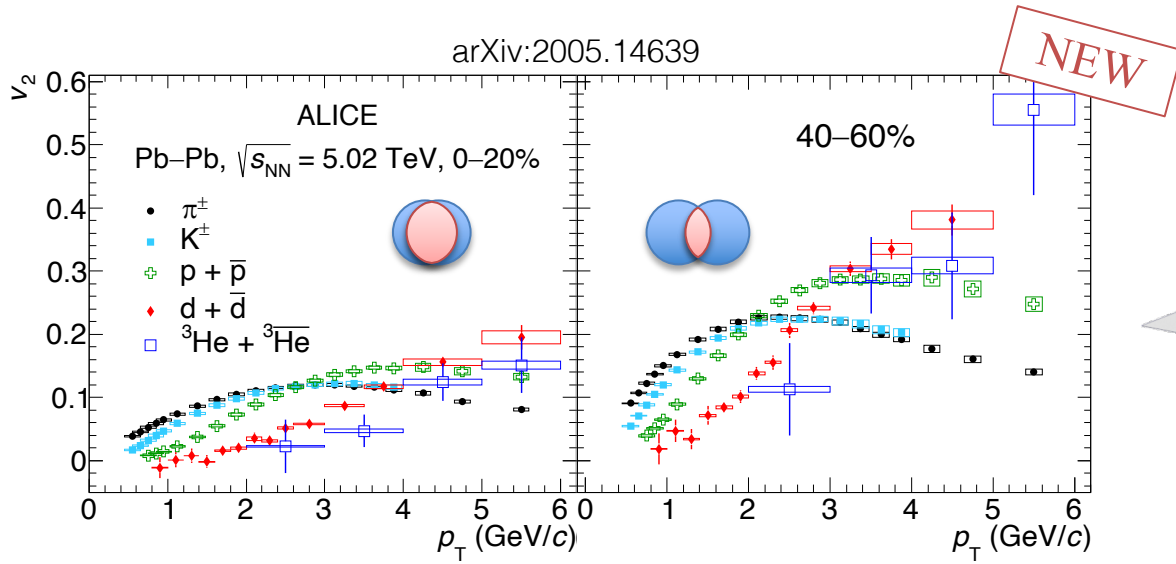 arXiv:2005.14639
NEW
v₂
0.6
0.5
0.4
0.3
0.2
0.1
0
ALICE
Pb–Pb, √sNN = 5.02 TeV, 0–20%
π±
K±
p + p̅
d + d̅
³He + ³H̅e̅
40–60%
0 1 2 3 4 5 6
0 1 2 3 4 5 6
pT (GeV/c)
pT (GeV/c)